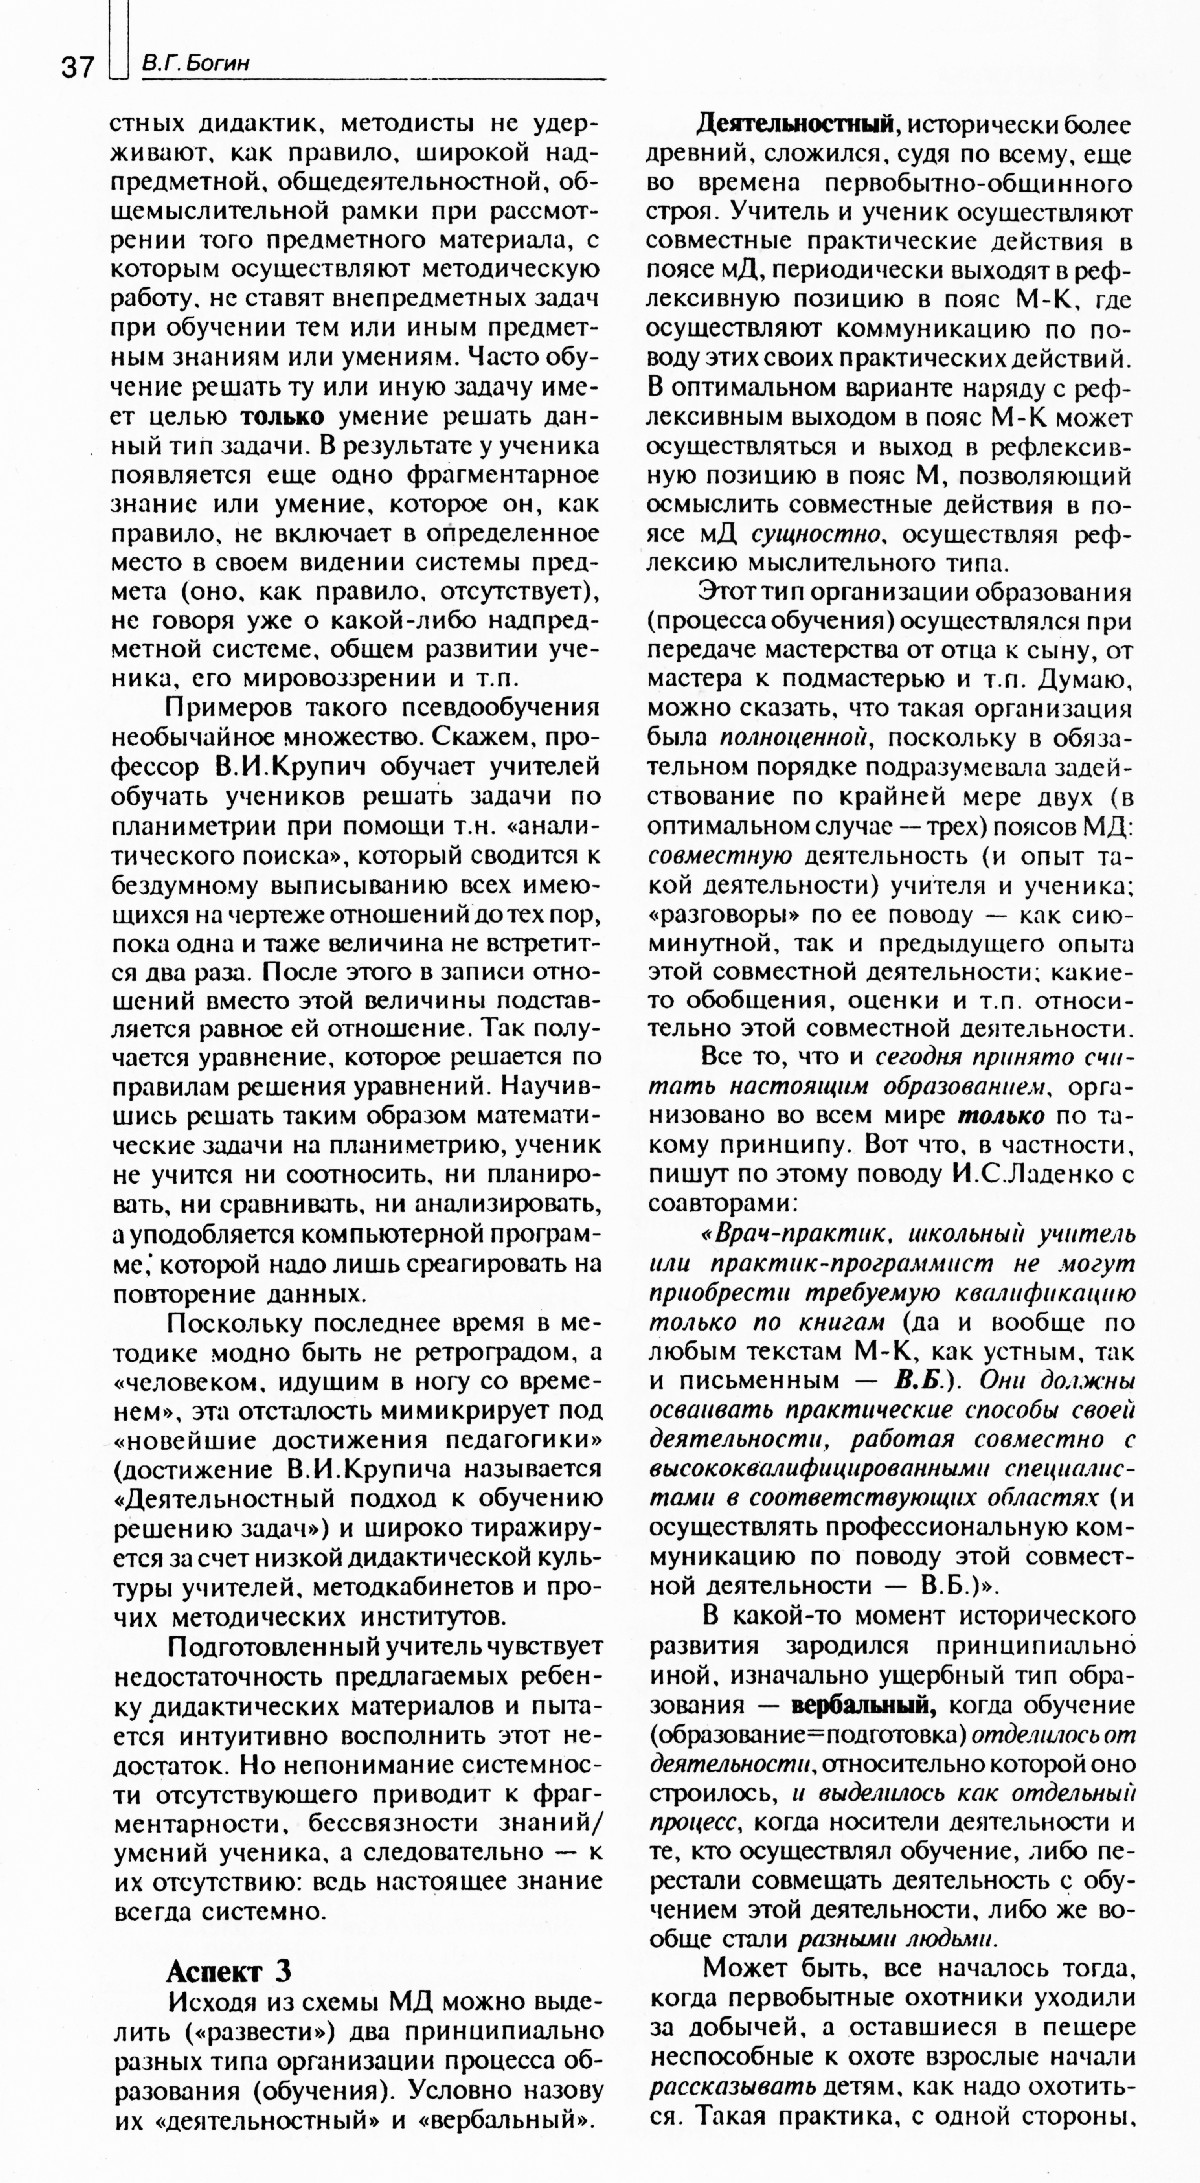 37
В.Г. Богин
стных дидактик, методисты не удер-
живают, как правило, широкой над-
предметной, общедеятельностной, об-
щемыслительной рамки при рассмот-
рении того предметного материала, с
которым осуществляют методическую
работу, не ставят внепредметных задач
при обучении тем или иным предмет-
ным знаниям или умениям. Часто обу-
чение решать ту или иную задачу име-
ет целью только умение решать дан-
ный тип задачи. В результате у ученика
появляется еще одно фрагментарное
знание или умение, которое он, как
правило, не включает в определенное
место в своем видении системы пред-
мета (оно, как правило, отсутствует),
не говоря уже о какой-либо надпред-
метной системе, общем развитии уче-
ника, его мировоззрении и т.п.
Примеров такого псевдообучения
необычайное множество. Скажем, про-
фессор В.И.Крупич обучает учителей
обучать учеников решать задачи по
планиметрии при помощи т.н. «анали-
тического поиска», который сводится к
бездумному выписыванию всех имею-
щихся на чертеже отношений до тех пор,
пока одна и таже величина не встретит-
ся два раза. После этого в записи отно-
шений вместо этой величины подстав-
ляется равное ей отношение. Так полу-
чается уравнение, которое решается по
правилам решения уравнений. Научив-
шись решать таким образом математи-
ческие задачи на планиметрию, ученик
не учится ни соотносить, ни планиро-
вать, ни сравнивать, ни анализировать,
а уподобляется компьютерной програм-
ме, которой надо лишь среагировать на
повторение данных.
Поскольку последнее время в ме-
тодике модно быть не ретроградом, а
«человеком, идущим в ногу со време-
нем», эта отсталость мимикрирует под
«новейшие достижения педагогики»
(достижение В.И.Крупича называется
«Деятельностный подход к обучению
решению задач») и широко тиражиру-
ется за счет низкой дидактической куль-
туры учителей, методкабинетов и про-
чих методических институтов.
Подготовленный учитель чувствует
недостаточность предлагаемых ребен-
ку дидактических материалов и пыта-
ется интуитивно восполнить этот не-
достаток. Но непонимание системнос-
ти отсутствующего приводит к фраг-
ментарности, бессвязности знаний/
умений ученика, а следовательно — к
их отсутствию: ведь настоящее знание
всегда системно.
Аспект 3
Исходя из схемы МД можно выде-
лить («развести») два принципиально
разных типа организации процесса об-
разования (обучения). Условно назову
их «деятельностный» и «вербальный».
Деятельностный, исторически более
древний, сложился, судя по всему, еще
во времена первобытно-общинного
строя. Учитель и ученик осуществляют
совместные практические действия в
поясе мД, периодически выходят в реф-
лексивную позицию в пояс М-К, где
осуществляют коммуникацию по по-
воду этих своих практических действий.
В оптимальном варианте наряду с реф-
лексивным выходом в пояс М-К может
осуществляться и выход в рефлексив-
ную позицию в пояс М, позволяющий
осмыслить совместные действия в по-
ясе мД сущностно, осуществляя реф-
лексию мыслительного типа.
Этот тип организации образования
(процесса обучения) осуществлялся при
передаче мастерства от отца к сыну, от
мастера к подмастерью и т.п. Думаю,
можно сказать, что такая организация
была полноценной, поскольку в обяза-
тельном порядке подразумевала задей-
ствование по крайней мере двух (в
оптимальном случае — трех) поясов МД:
совместную деятельность (и опыт та-
кой деятельности) учителя и ученика;
«разговоры» по ее поводу — как сию-
минутной, так и предыдущего опыта
этой совместной деятельности; какие-
то обобщения, оценки и т.п. относи-
тельно этой совместной деятельности.
Все то, что и сегодня принято счи-
тать настоящим образованием, орга-
низовано во всем мире только по та-
кому принципу. Вот что, в частности,
пишут по этому поводу И.С.Ладенко с
соавторами:
«Врач-практик, школьный учитель
или практик-программист не могут
приобрести требуемую квалификацию
только по книгам (да и вообще по
любым текстам М-К, как устным, так
и письменным — В.Б.). Они должны
осваивать практические способы своей
деятельности, работая совместно с
высококвалифицированными специалис-
тами в соответствующих областях (и
осуществлять профессиональную ком-
муникацию по поводу этой совмест-
ной деятельности — В.Б.)».
В какой-то момент исторического
развития зародился принципиально
иной, изначально ущербный тип обра-
зования — вербальный, когда обучение
(образование=подготовка) отделилось от
деятельности, относительно которой оно
строилось, и выделилось как отдельный
процесс, когда носители деятельности и
те, кто осуществлял обучение, либо пе-
рестали совмещать деятельность с обу-
чением этой деятельности, либо же во-
обще стали разными людьми.
Может быть, все началось тогда,
когда первобытные охотники уходили
за добычей, а оставшиеся в пещере
неспособные к охоте взрослые начали
рассказывать детям, как надо охотить-
ся. Такая практика, с одной стороны,